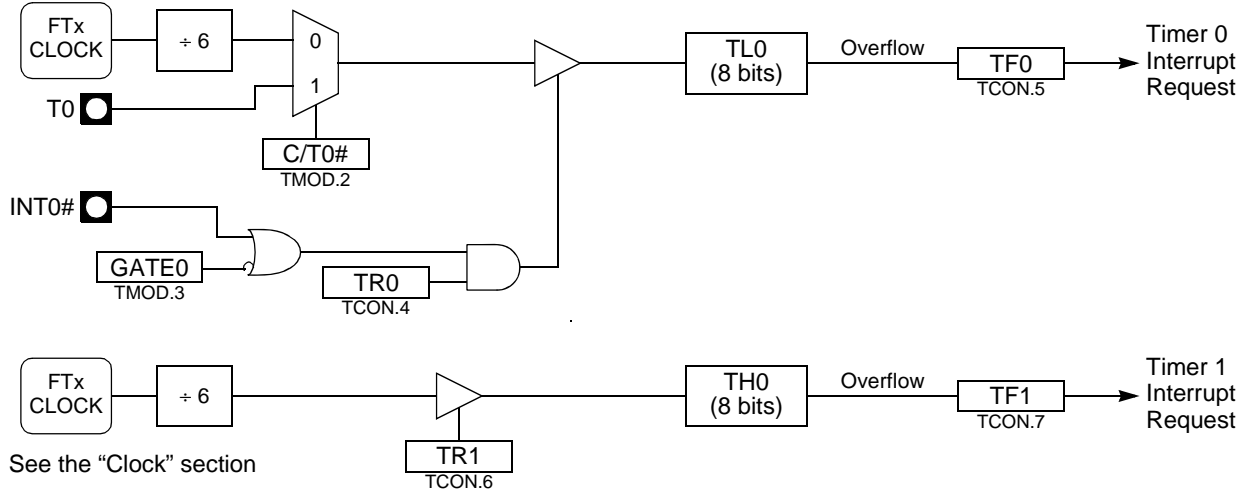 FTx
CLOCK
÷ 6
0
1
T0
C/T0#
TMOD.2
TL0
(8 bits)
Overflow
TF0
TCON.5
Timer 0
Interrupt
Request
INT0#
GATE0
TMOD.3
TR0
TCON.4
FTx
CLOCK
÷ 6
TR1
TCON.6
TH0
(8 bits)
Overflow
TF1
TCON.7
Timer 1
Interrupt
Request
See the “Clock” section